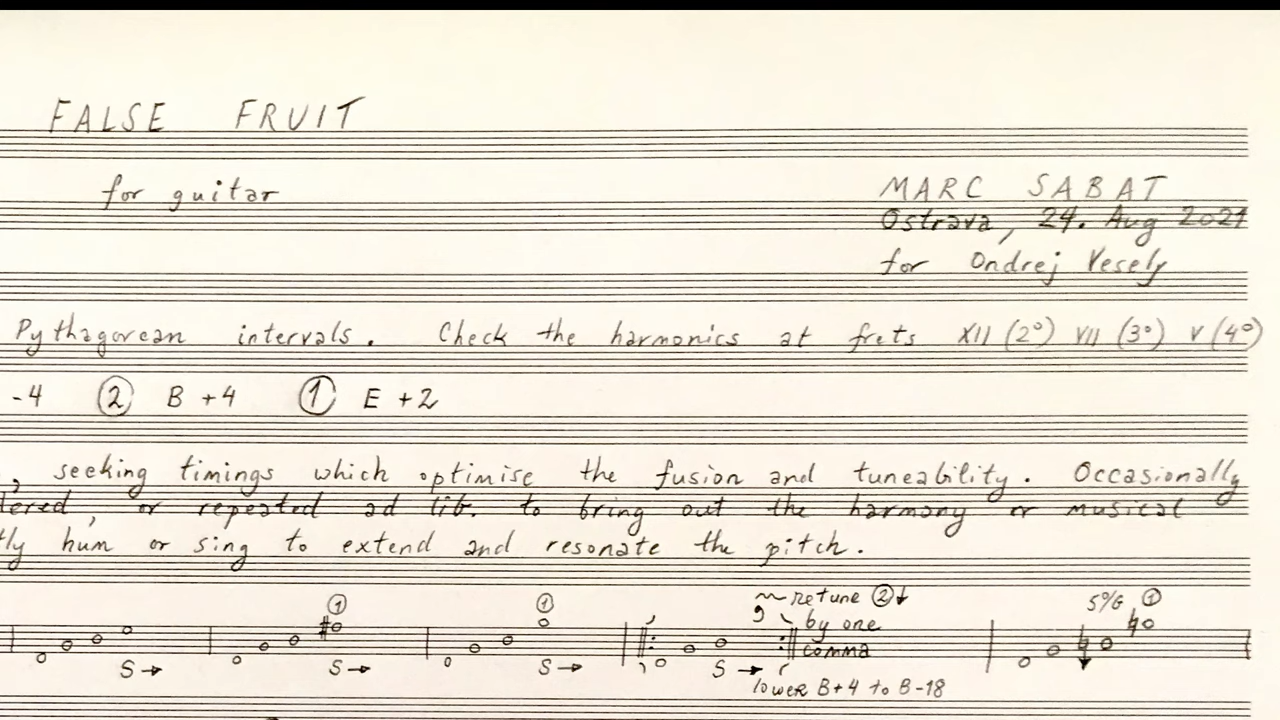 FALSE FRUIT
for guitar
MARC SABAT
Ostrava, 24. Aug 2021
for Ondrej Vesely
Pythagorean intervals. Check the harmonics at frets XII (2°) VII (3°) V (4°)
-4 ② B +4 ① E +2
, seeking timings which optimise the fusion and tuneability. Occasionally
dered, or repeated ad lib. to bring out the harmony or musical
tly hum or sing to extend and resonate the pitch.
① ① retune ②↓ 5°/G ①
by one
comma
S→ S→ S→ S→
lower B+4 to B-18